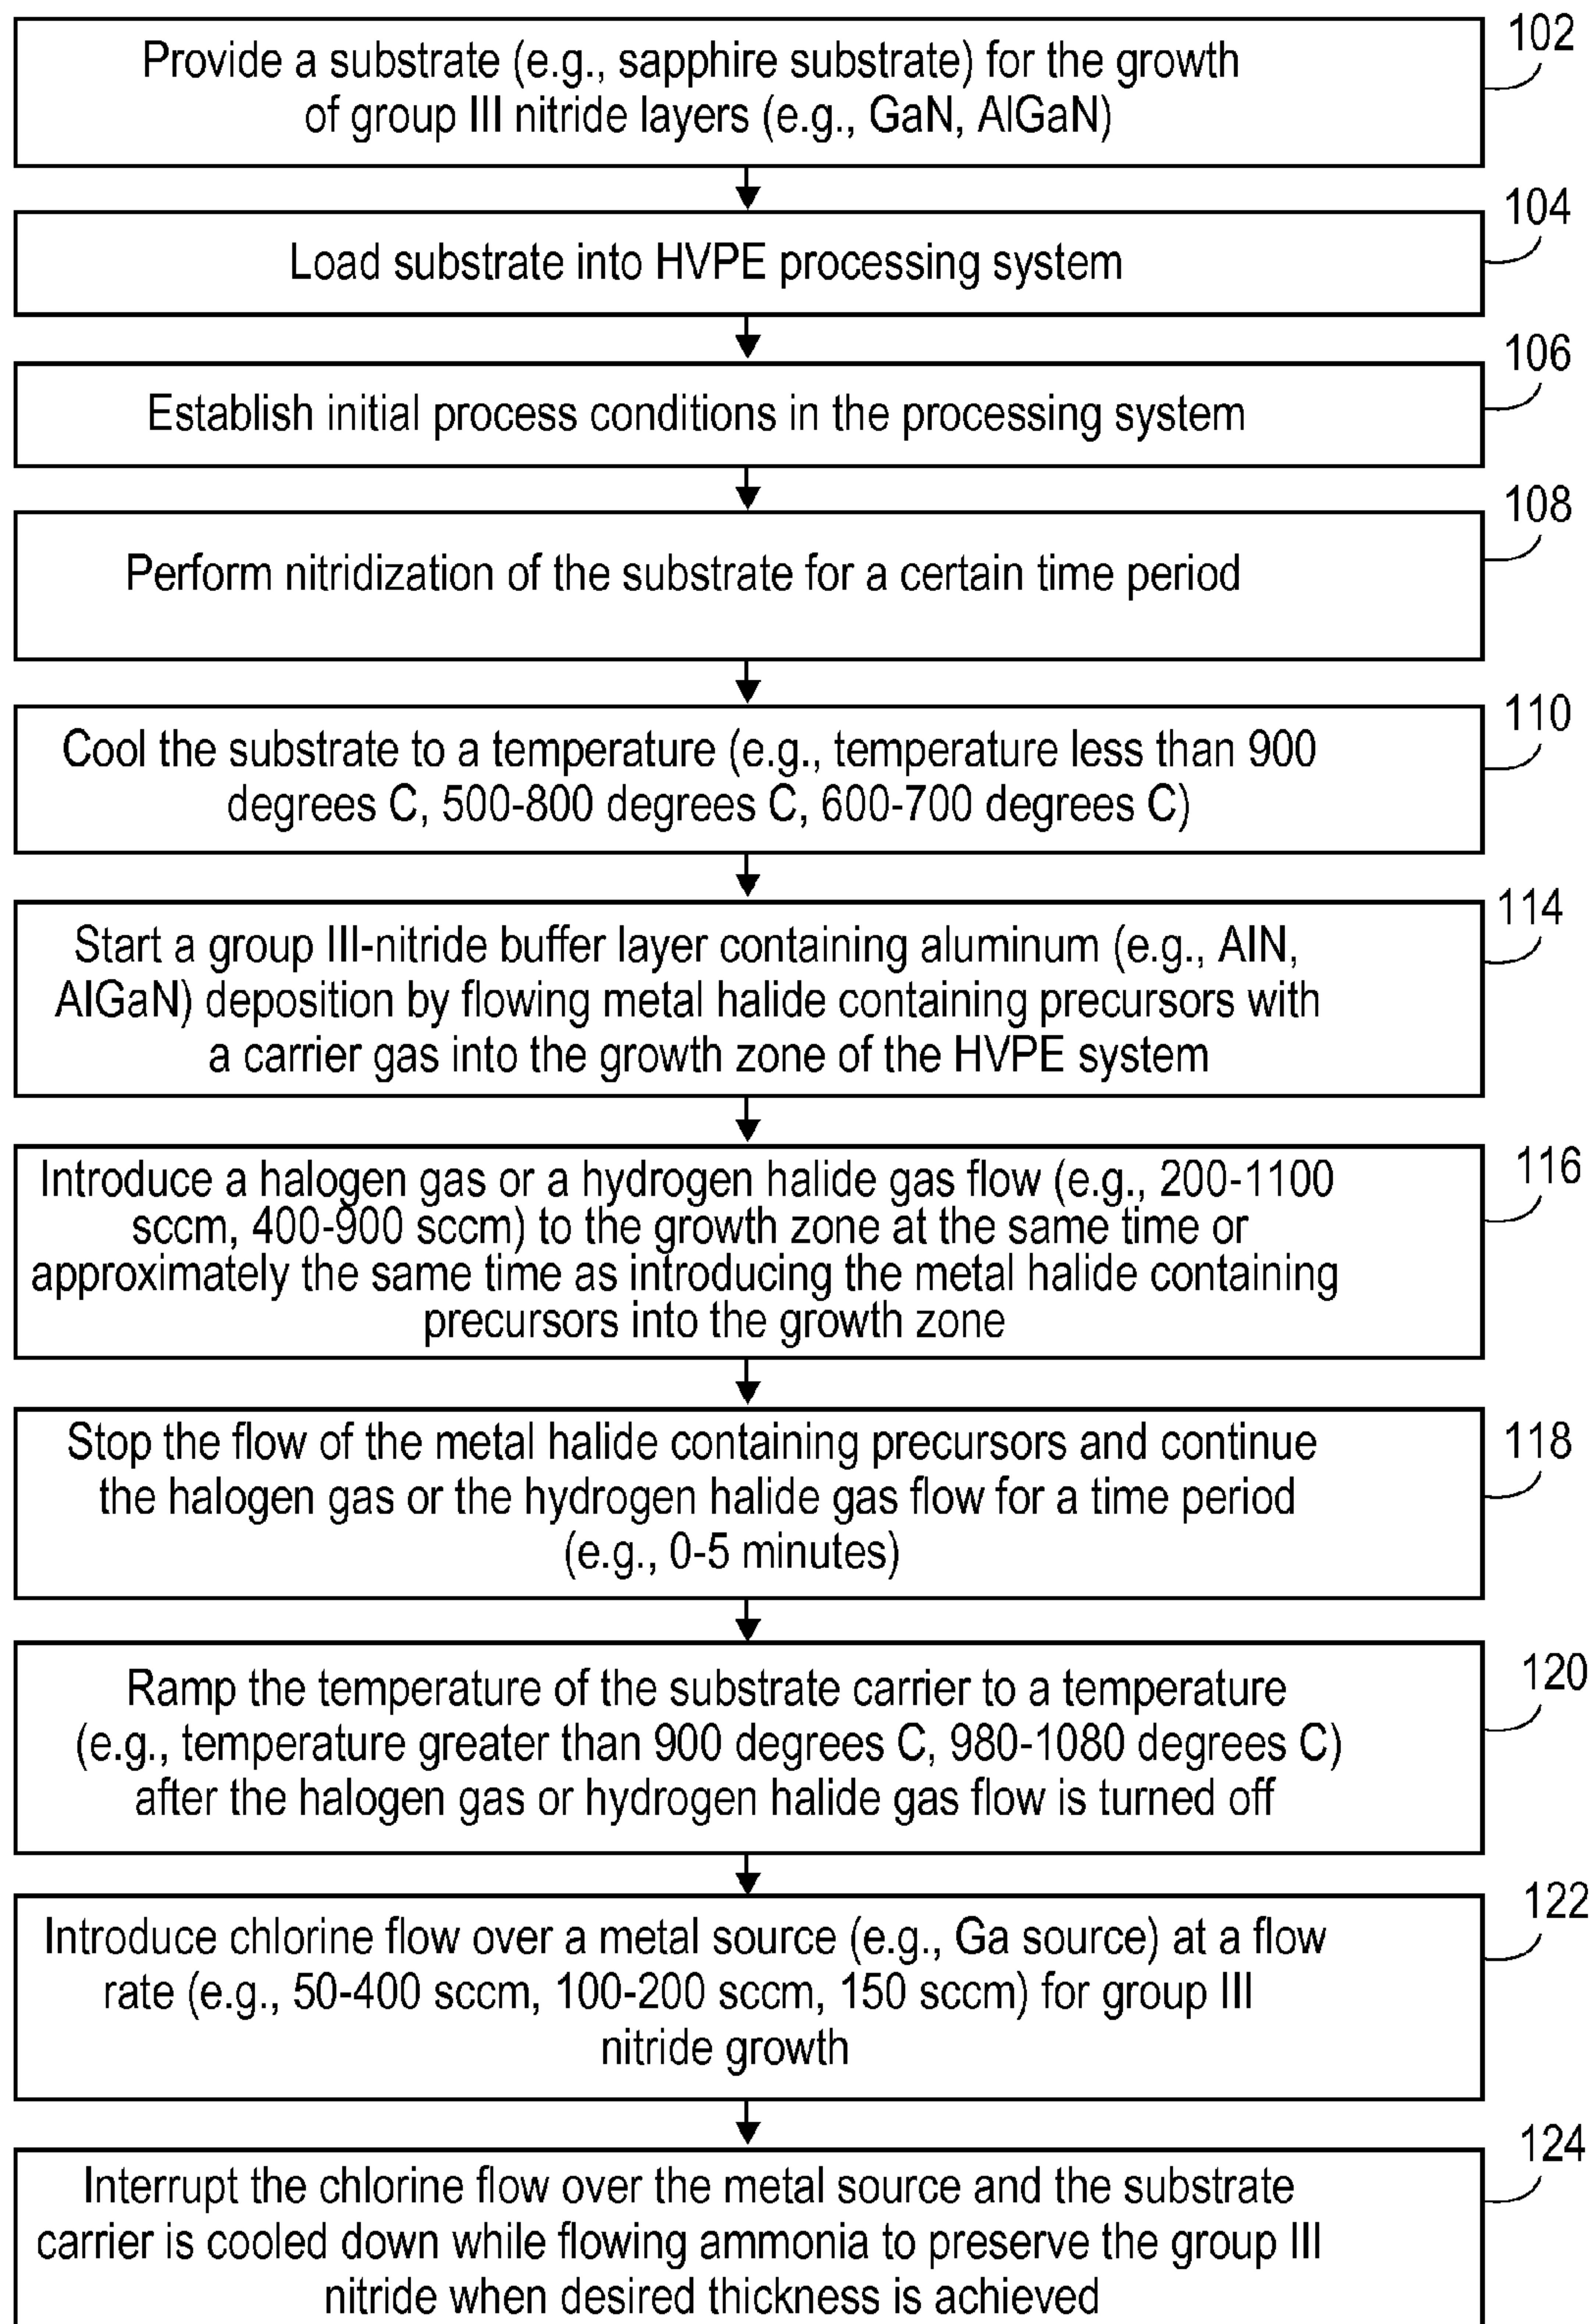 Provide a substrate (e.g., sapphire substrate) for the growth
of group III nitride layers (e.g., GaN, AlGaN)
102
Load substrate into HVPE processing system
104
Establish initial process conditions in the processing system
106
Perform nitridization of the substrate for a certain time period
108
Cool the substrate to a temperature (e.g., temperature less than 900
degrees C, 500-800 degrees C, 600-700 degrees C)
110
Start a group III-nitride buffer layer containing aluminum (e.g., AlN,
AlGaN) deposition by flowing metal halide containing precursors with
a carrier gas into the growth zone of the HVPE system
114
Introduce a halogen gas or a hydrogen halide gas flow (e.g., 200-1100
sccm, 400-900 sccm) to the growth zone at the same time or
approximately the same time as introducing the metal halide containing
precursors into the growth zone
116
Stop the flow of the metal halide containing precursors and continue
the halogen gas or the hydrogen halide gas flow for a time period
(e.g., 0-5 minutes)
118
Ramp the temperature of the substrate carrier to a temperature
(e.g., temperature greater than 900 degrees C, 980-1080 degrees C)
after the halogen gas or hydrogen halide gas flow is turned off
120
Introduce chlorine flow over a metal source (e.g., Ga source) at a flow
rate (e.g., 50-400 sccm, 100-200 sccm, 150 sccm) for group III
nitride growth
122
Interrupt the chlorine flow over the metal source and the substrate
carrier is cooled down while flowing ammonia to preserve the group III
nitride when desired thickness is achieved
124